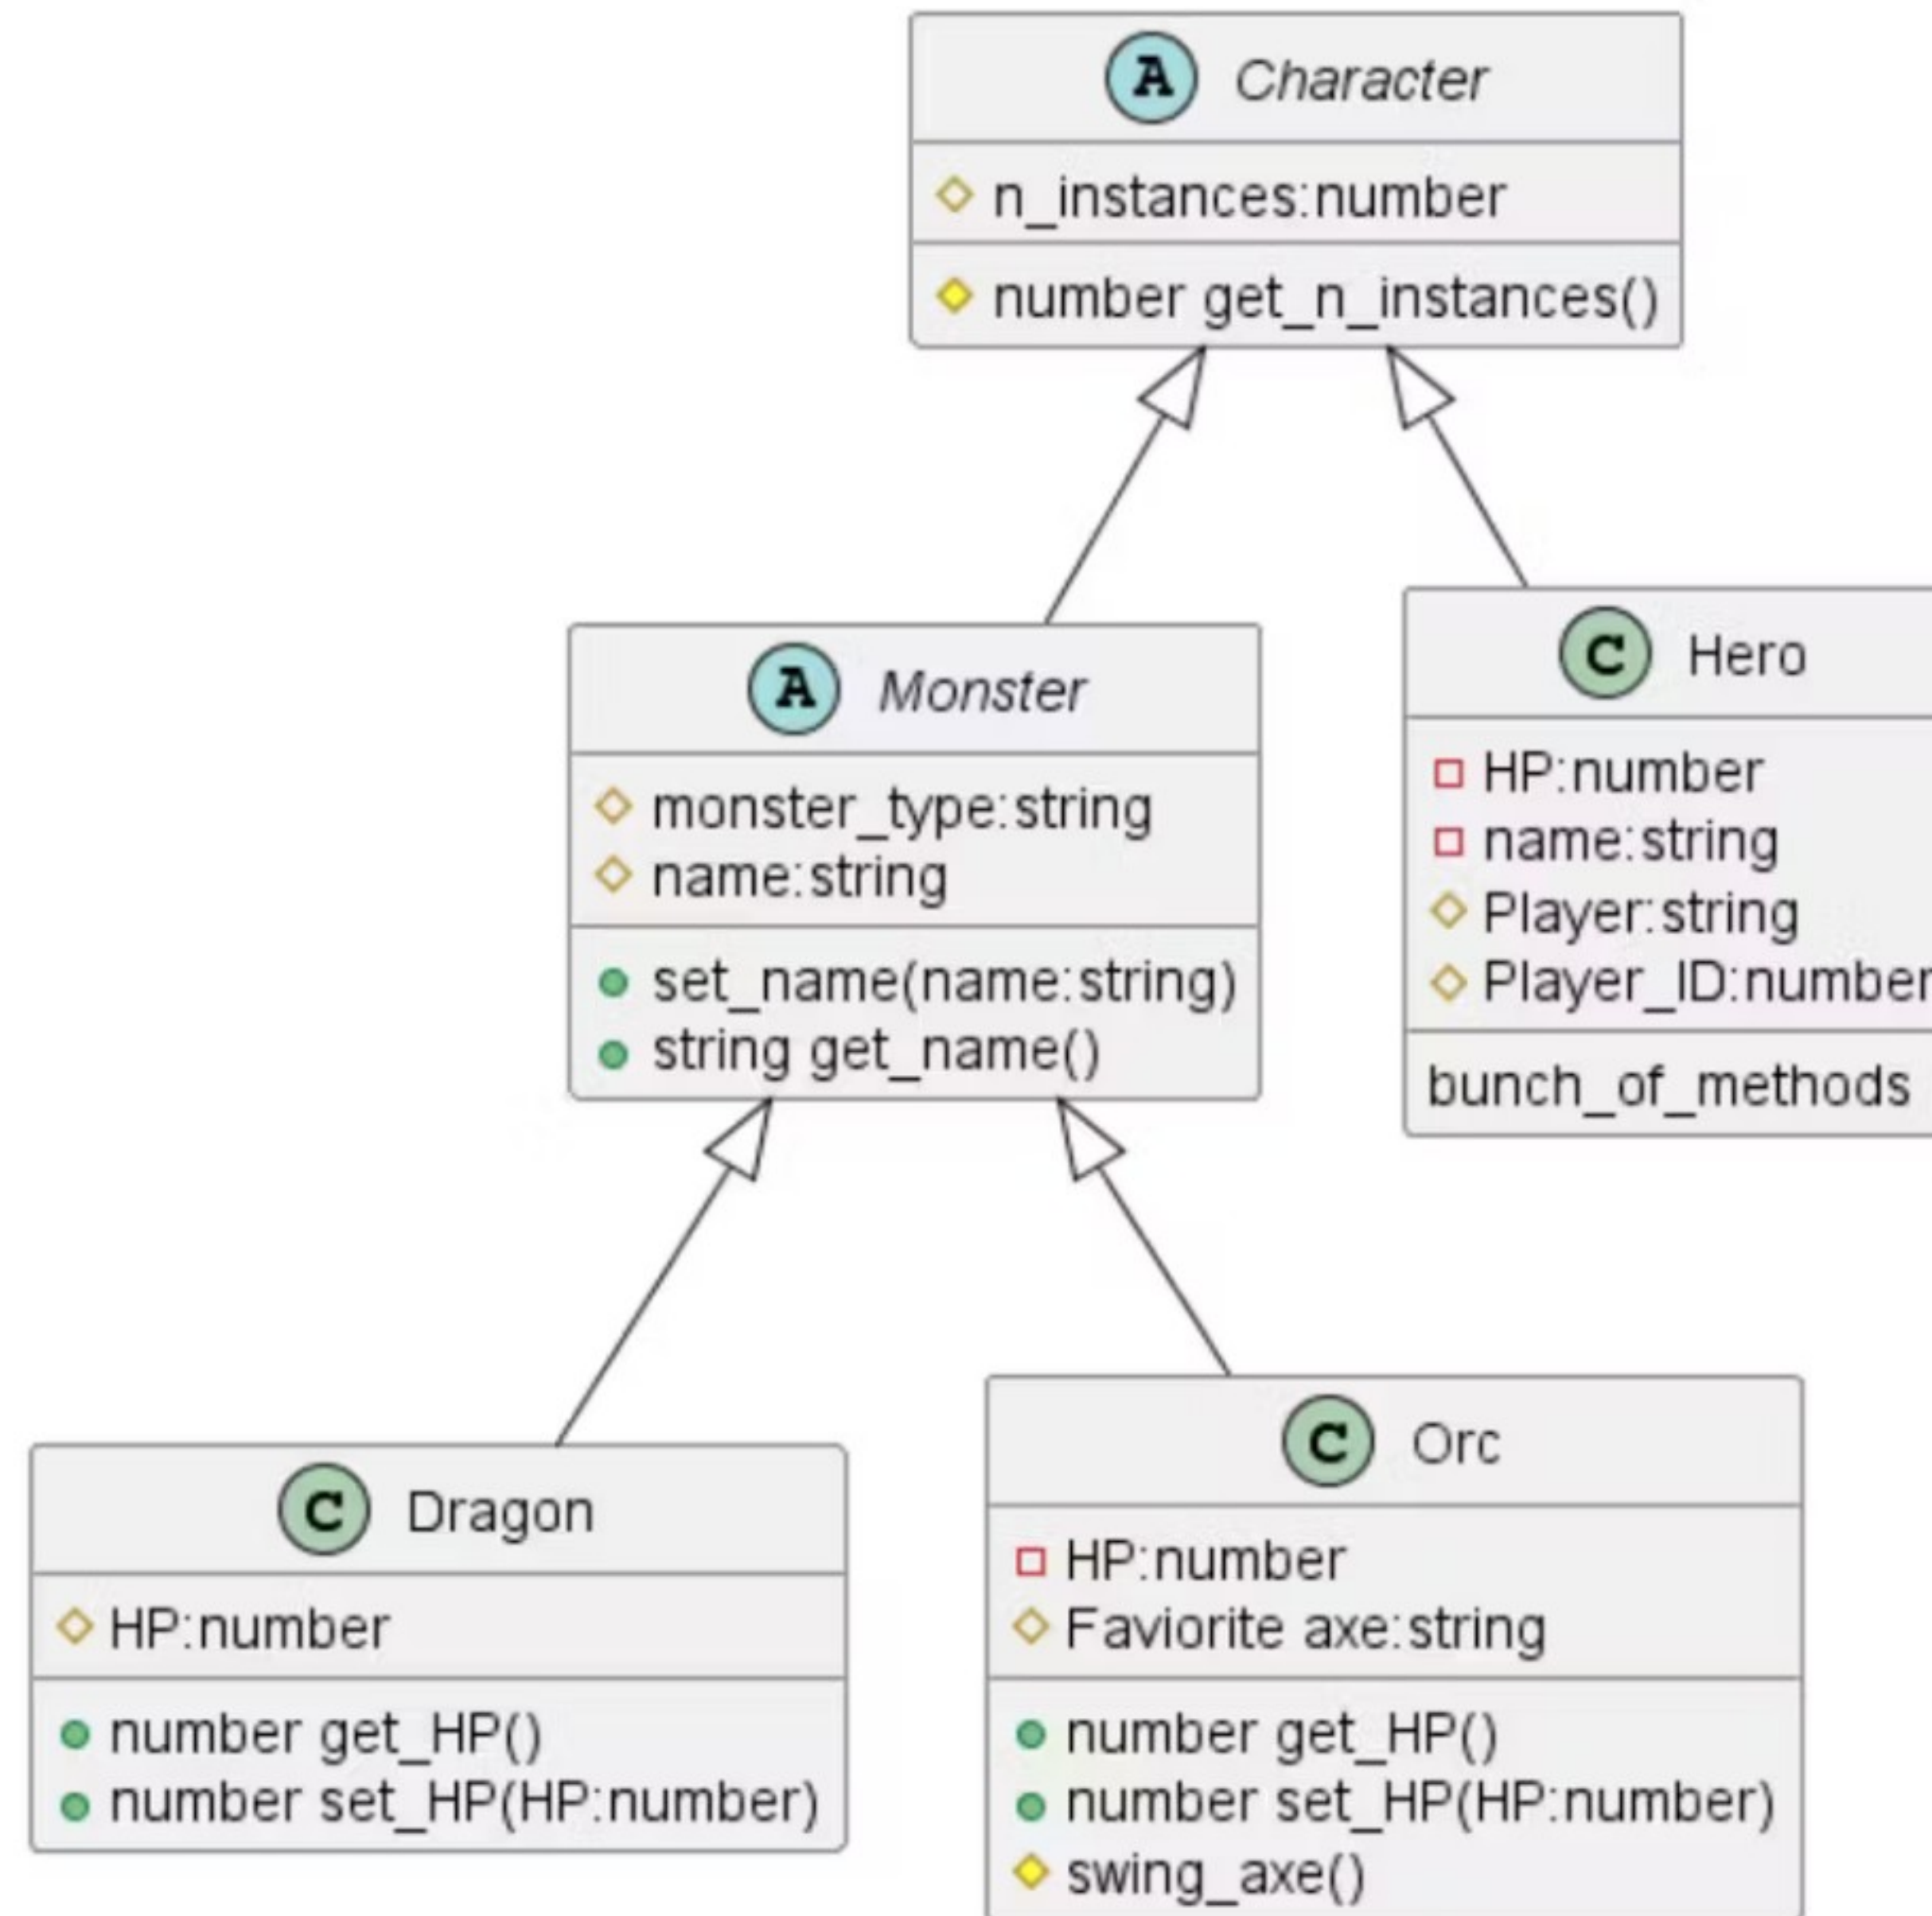 A Character
n_instances:number
number get_n_instances()
A Monster
monster_type:string
name:string
set_name(name:string)
string get_name()
C Hero
HP:number
name:string
Player:string
Player_ID:number
bunch_of_methods
C Dragon
HP:number
number get_HP()
number set_HP(HP:number)
C Orc
HP:number
Faviorite axe:string
number get_HP()
number set_HP(HP:number)
swing_axe()